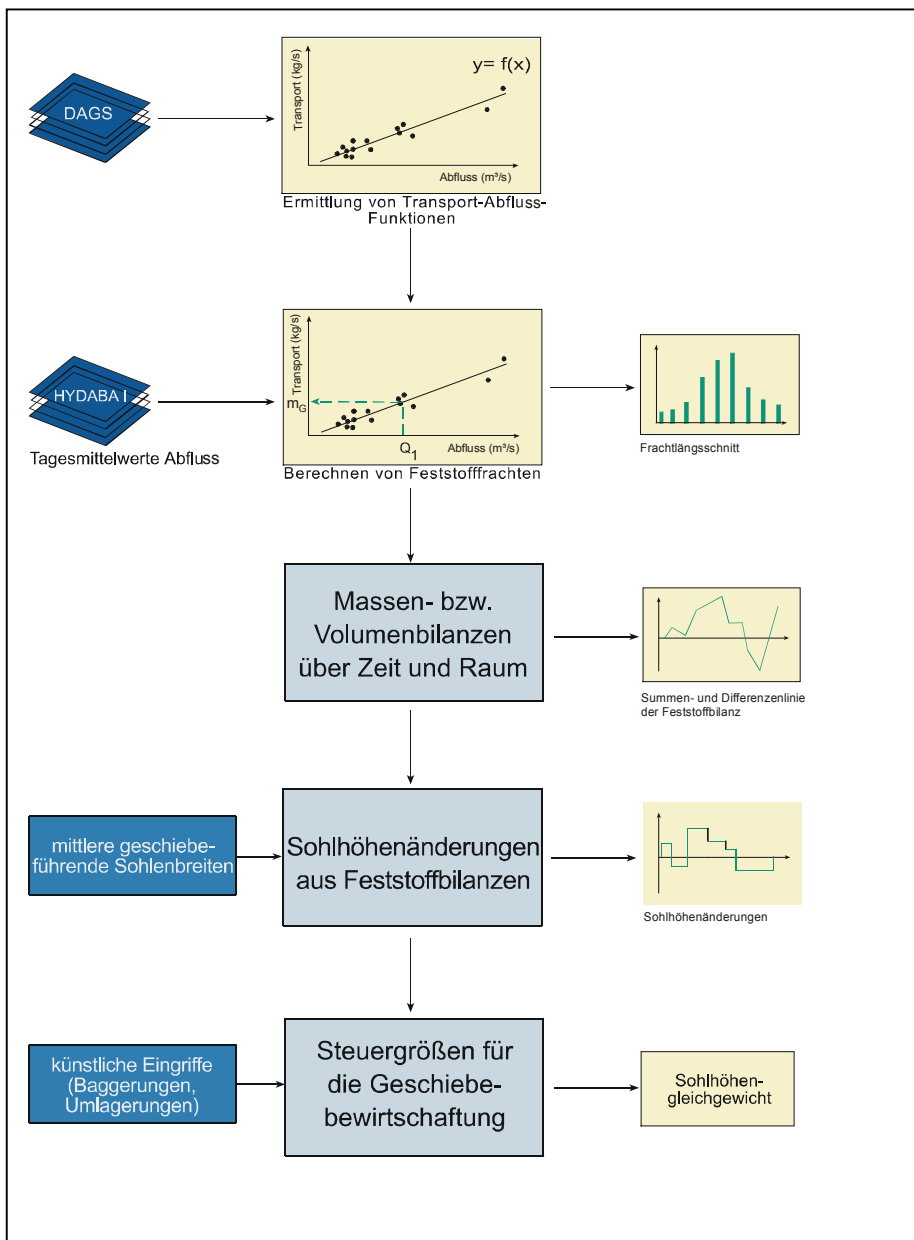 DAGS
Transport (kg/s)
y= f(x)
Abfluss (m³/s)
Ermittlung von Transport-Abfluss-
Funktionen
HYDABA I
Tagesmittelwerte Abfluss
Transport (kg/s)
mG
Q1
Abfluss (m³/s)
Berechnen von Feststofffrachten
Frachtlängsschnitt
Massen- bzw.
Volumenbilanzen
über Zeit und Raum
Summen- und Differenzenlinie
der Feststoffbilanz
mittlere geschiebe-
führende Sohlenbreiten
Sohlhöhenänderungen
aus Feststoffbilanzen
Sohlhöhenänderungen
künstliche Eingriffe
(Baggerungen,
Umlagerungen)
Steuergrößen für
die Geschiebe-
bewirtschaftung
Sohlhöhen-
gleichgewicht